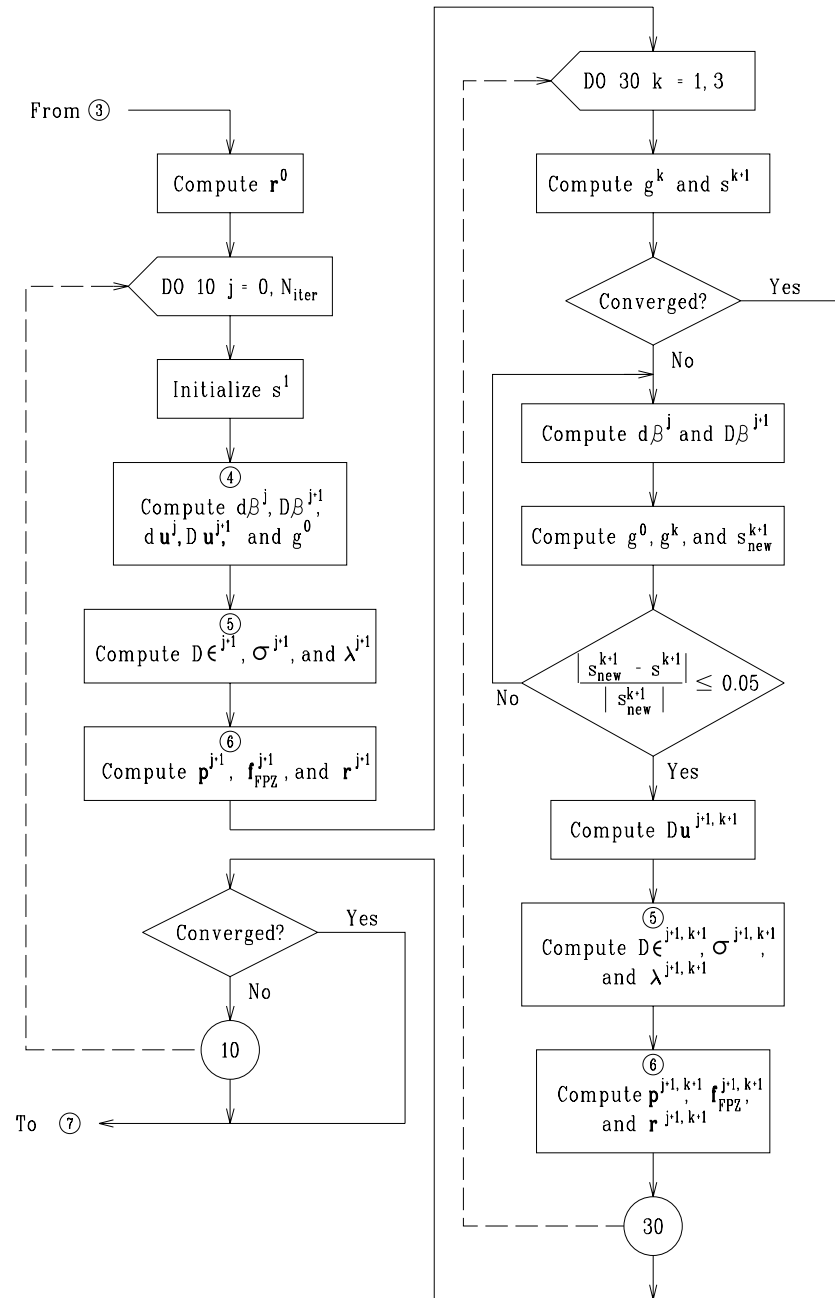 From ③
Compute r⁰
DO 10 j = 0, N_iter
Initialize s¹
④
Compute dβ^j, Dβ^{j+1},
du^j, Du^{j+1}, and g⁰
⑤
Compute Dϵ^{j+1}, σ^{j+1}, and λ^{j+1}
⑥
Compute p^{j+1}, f_FPZ^{j+1}, and r^{j+1}
Converged?
Yes
No
10
To ⑦
DO 30 k = 1, 3
Compute g^k and s^{k+1}
Converged?
Yes
No
Compute dβ^j and Dβ^{j+1}
Compute g⁰, g^k, and s_new^{k+1}
| s_new^{k+1} - s^{k+1} |
| s_new^{k+1} |
≤ 0.05
No
Yes
Compute Du^{j+1, k+1}
⑤
Compute Dϵ^{j+1, k+1}, σ^{j+1, k+1},
and λ^{j+1, k+1}
⑥
Compute p^{j+1, k+1}, f_FPZ^{j+1, k+1},
and r^{j+1, k+1}
30